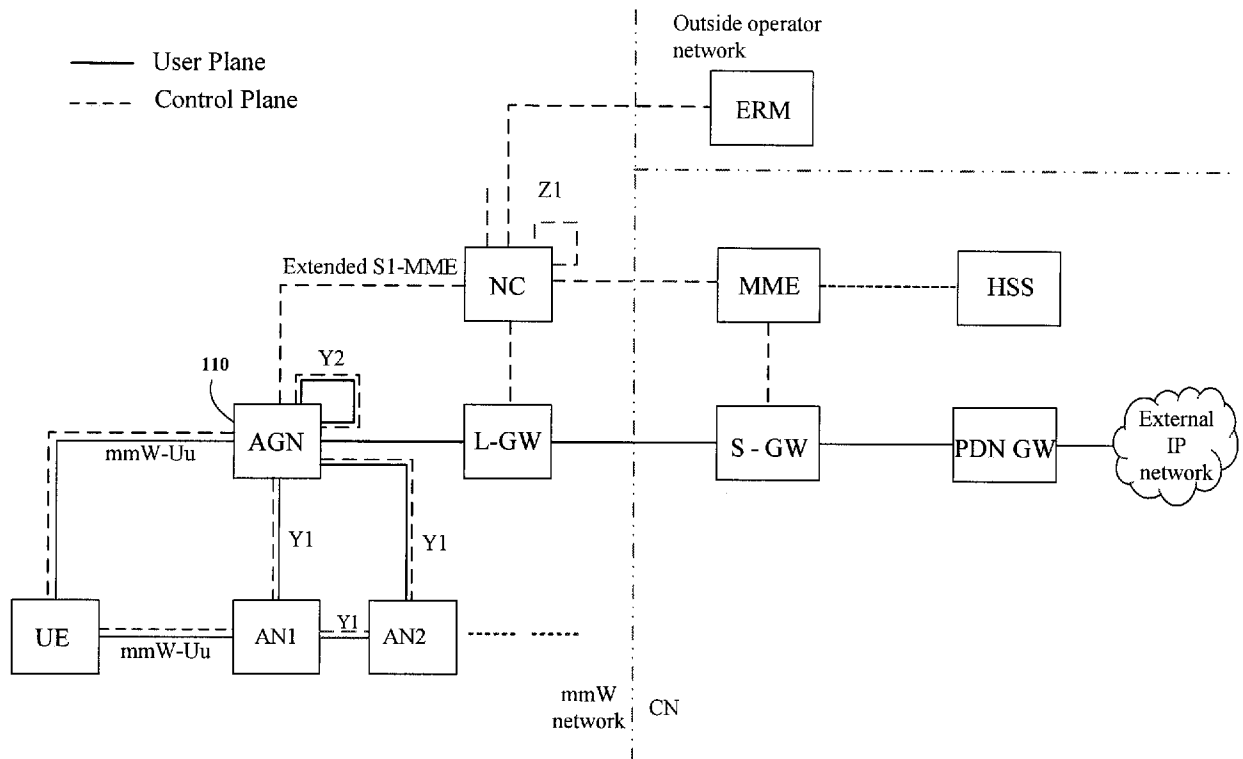 Outside operator
network
User Plane
Control Plane
ERM
Z1
Extended S1-MME
NC
MME
HSS
110
Y2
AGN
mmW-Uu
L-GW
S - GW
PDN GW
External
IP
network
Y1
Y1
UE
mmW-Uu
AN1
Y1
AN2
mmW
network
CN